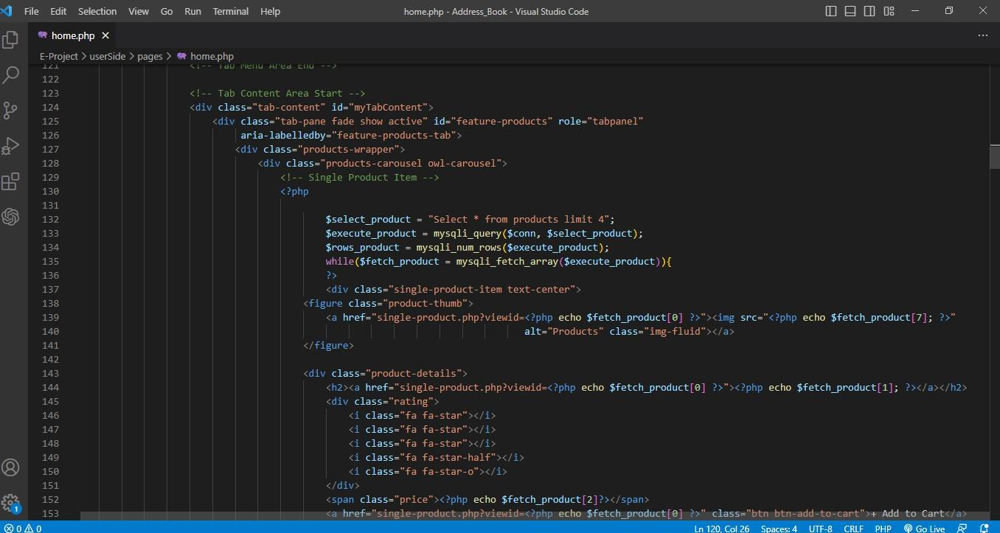 File Edit Selection View Go Run Terminal Help home.php - Address_Book - Visual Studio Code
home.php
E-Project > userSide > pages > home.php
121 <!-- Tab Menu Area End -->
122
123 <!-- Tab Content Area Start -->
124 <div class="tab-content" id="myTabContent">
125 <div class="tab-pane fade show active" id="feature-products" role="tabpanel"
126 aria-labelledby="feature-products-tab">
127 <div class="products-wrapper">
128 <div class="products-carousel owl-carousel">
129 <!-- Single Product Item -->
130 <?php
131
132 $select_product = "Select * from products limit 4";
133 $execute_product = mysqli_query($conn, $select_product);
134 $rows_product = mysqli_num_rows($execute_product);
135 while($fetch_product = mysqli_fetch_array($execute_product)){
136 ?>
137 <div class="single-product-item text-center">
138 <figure class="product-thumb">
139 <a href="single-product.php?viewid=<?php echo $fetch_product[0] ?>"><img src="<?php echo $fetch_product[7]; ?>"
140 alt="Products" class="img-fluid"></a>
141 </figure>
142
143 <div class="product-details">
144 <h2><a href="single-product.php?viewid=<?php echo $fetch_product[0] ?>"><?php echo $fetch_product[1]; ?></a></h2>
145 <div class="rating">
146 <i class="fa fa-star"></i>
147 <i class="fa fa-star"></i>
148 <i class="fa fa-star"></i>
149 <i class="fa fa-star-half"></i>
150 <i class="fa fa-star-o"></i>
151 </div>
152 <span class="price"><?php echo $fetch_product[2]?></span>
153 <a href="single-product.php?viewid=<?php echo $fetch_product[0] ?>" class="btn btn-add-to-cart">+ Add to Cart</a>
1
0 0 Ln 120, Col 26 Spaces: 4 UTF-8 CRLF PHP Go Live